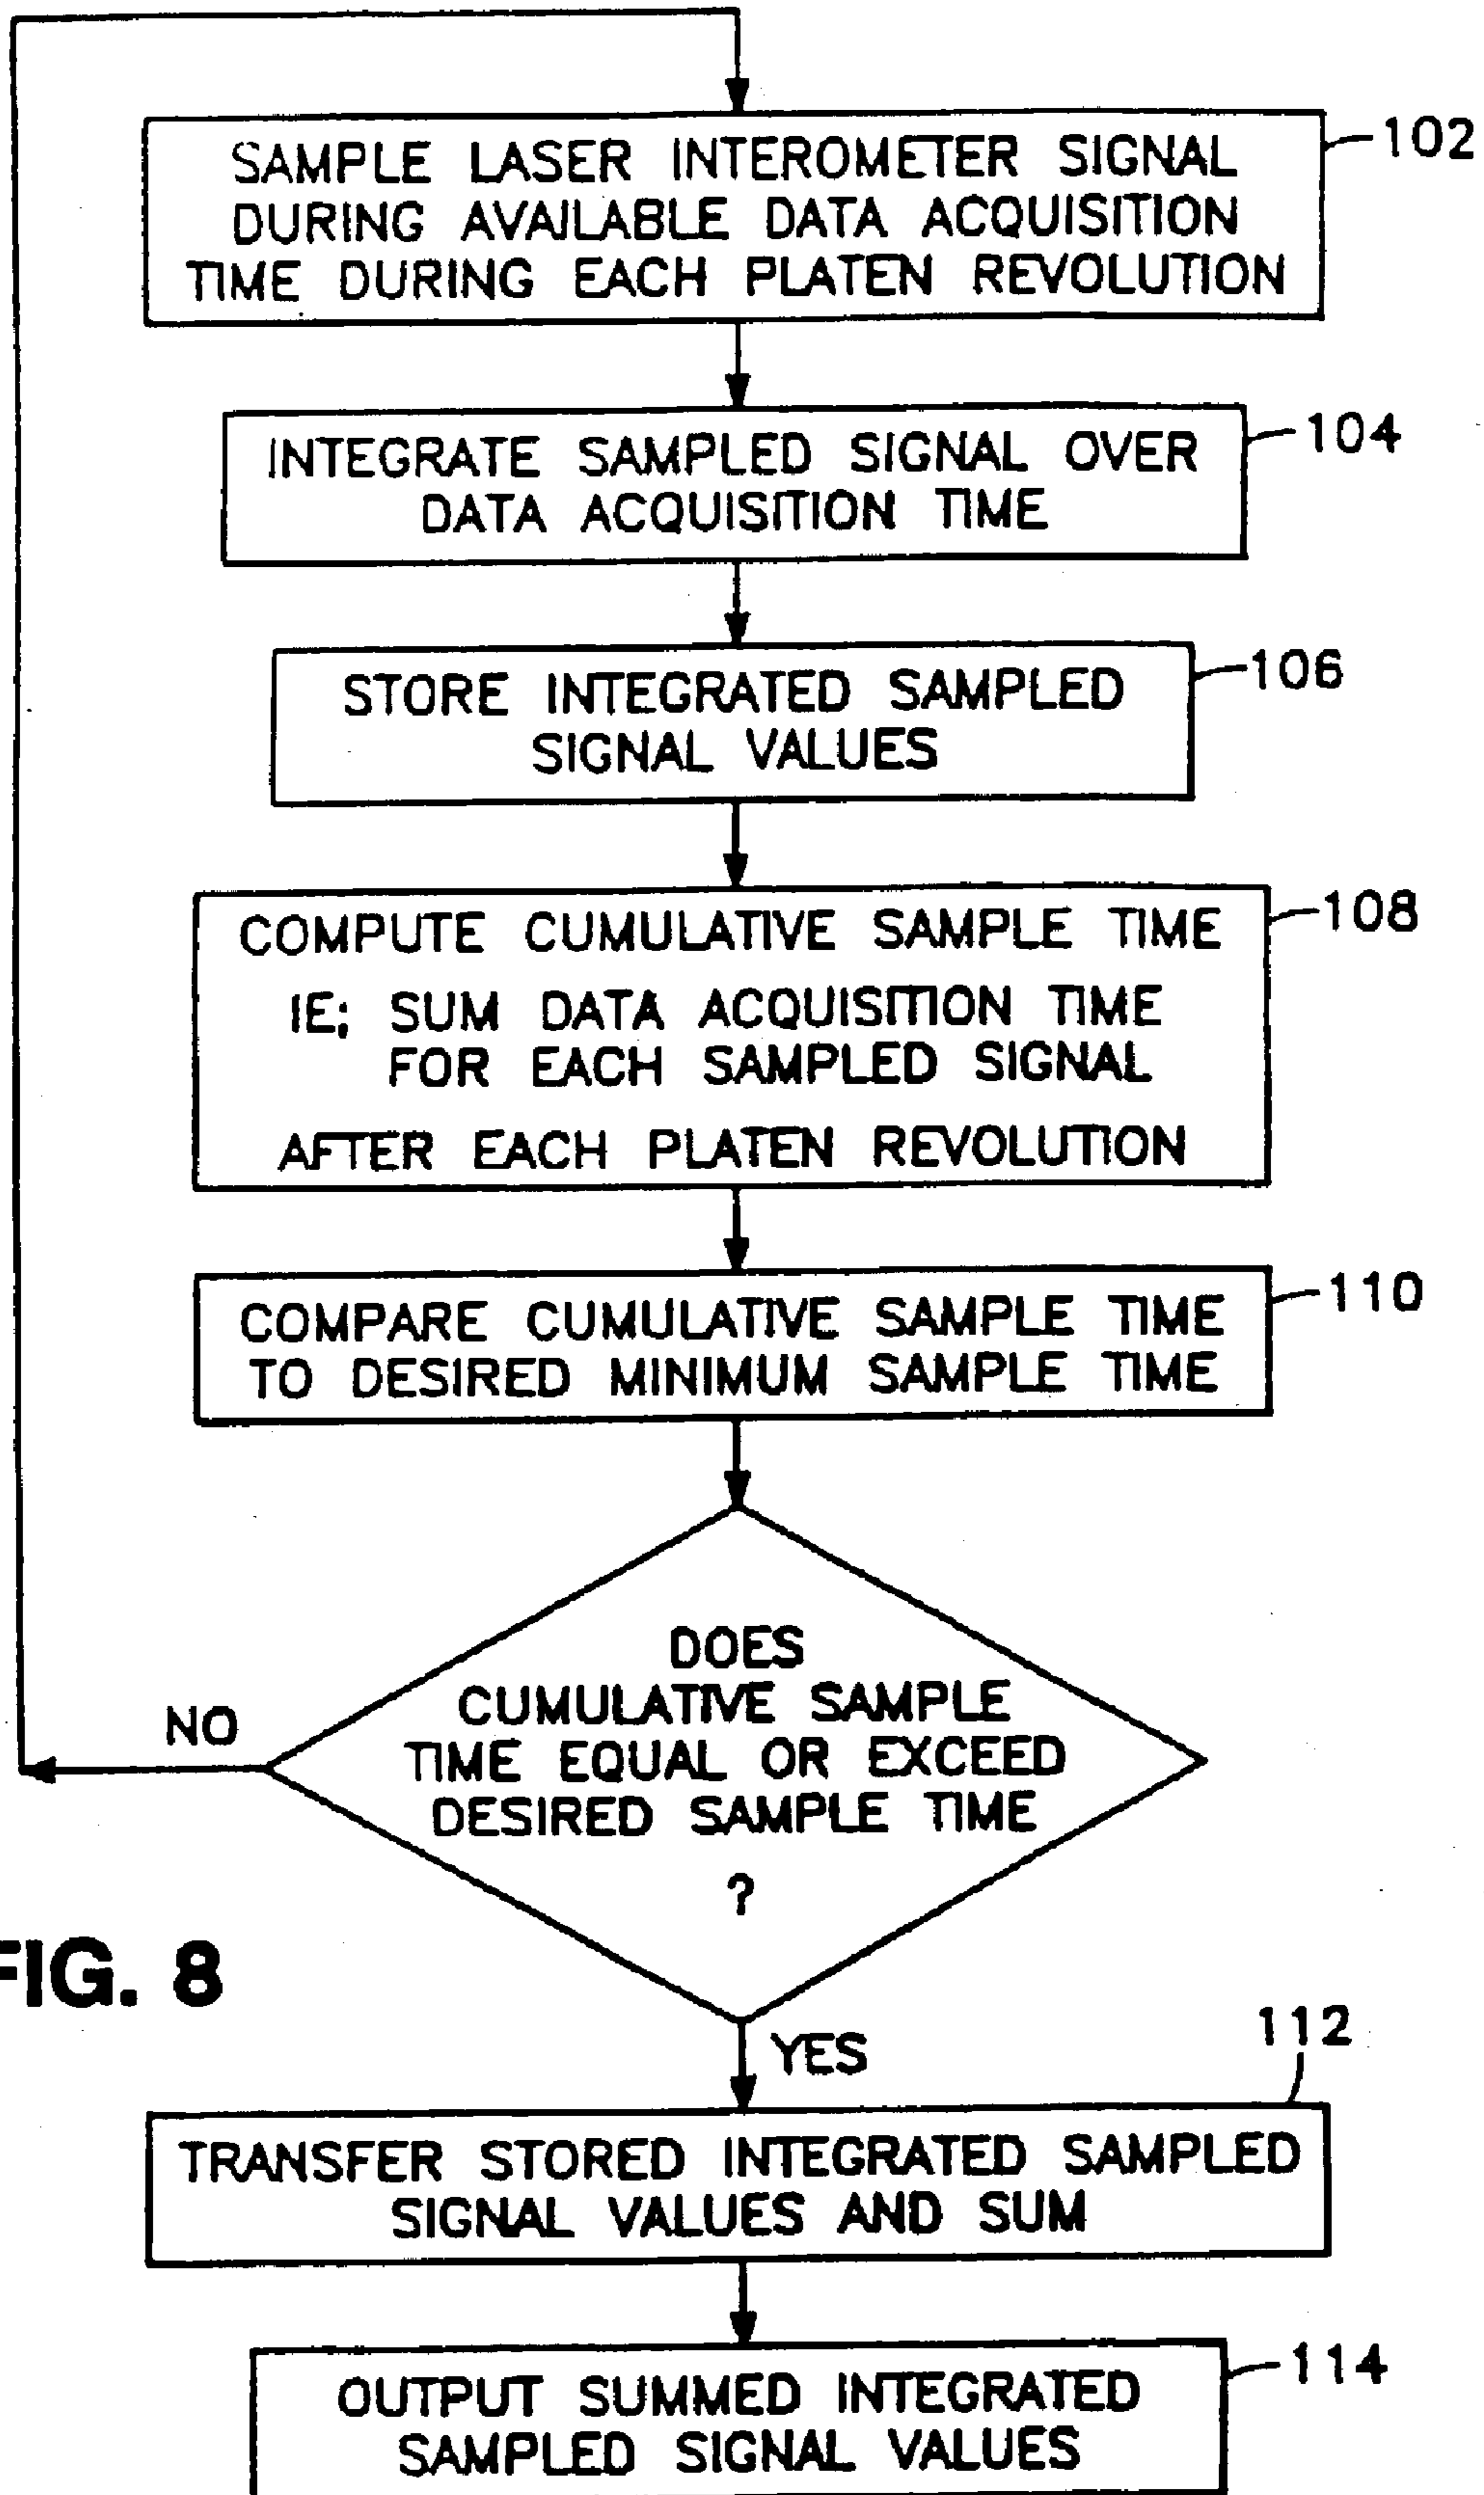 SAMPLE LASER INTEROMETER SIGNAL
DURING AVAILABLE DATA ACQUISITION
TIME DURING EACH PLATEN REVOLUTION
102
INTEGRATE SAMPLED SIGNAL OVER
DATA ACQUISITION TIME
104
STORE INTEGRATED SAMPLED
SIGNAL VALUES
106
COMPUTE CUMULATIVE SAMPLE TIME
IE; SUM DATA ACQUISITION TIME
FOR EACH SAMPLED SIGNAL
AFTER EACH PLATEN REVOLUTION
108
COMPARE CUMULATIVE SAMPLE TIME
TO DESIRED MINIMUM SAMPLE TIME
110
DOES
CUMULATIVE SAMPLE
TIME EQUAL OR EXCEED
DESIRED SAMPLE TIME
?
NO
FIG. 8
YES
112
TRANSFER STORED INTEGRATED SAMPLED
SIGNAL VALUES AND SUM
OUTPUT SUMMED INTEGRATED
SAMPLED SIGNAL VALUES
114